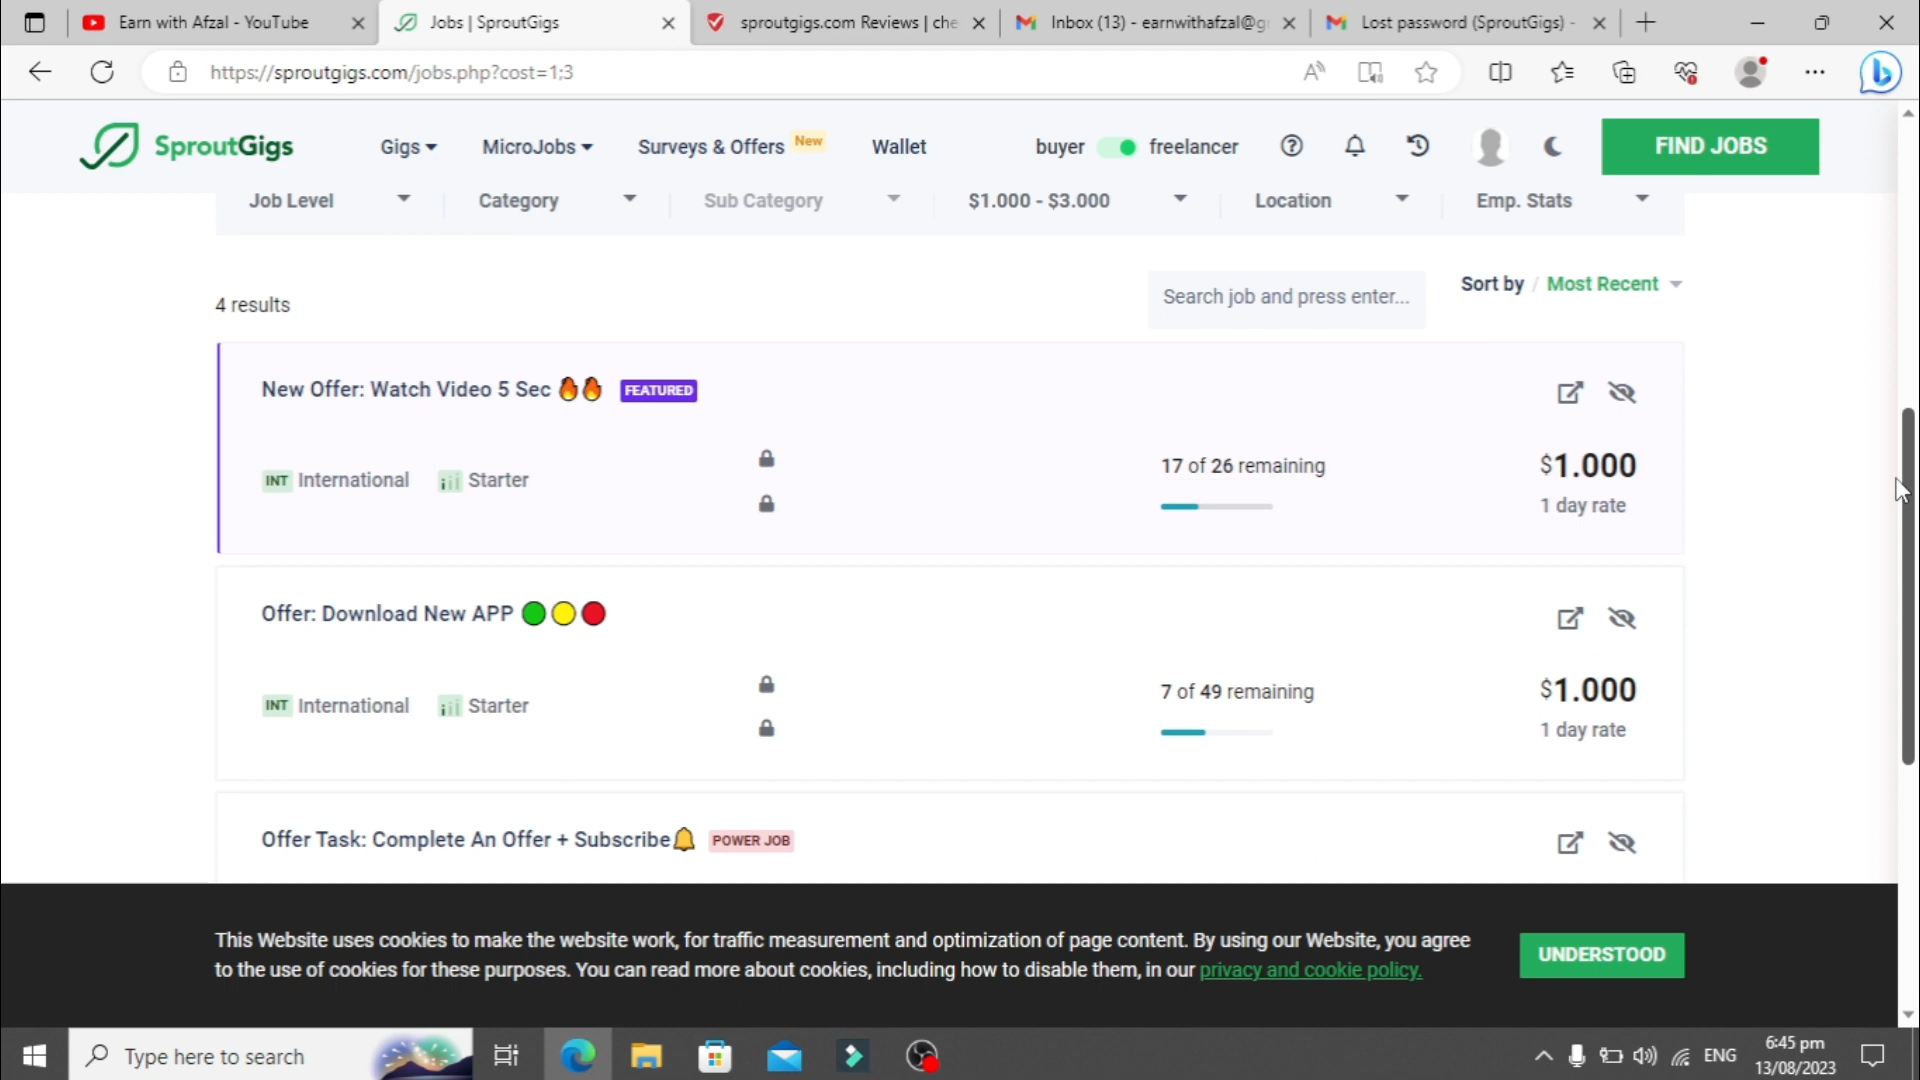 Earn with Afzal - YouTube
Jobs | SproutGigs
sproutgigs.com Reviews | che
Inbox (13) - earnwithafzal@g
Lost password (SproutGigs) -
https://sproutgigs.com/jobs.php?cost=1;3
SproutGigs
Gigs
MicroJobs
Surveys & Offers New
Wallet
buyer
freelancer
FIND JOBS
Job Level
Category
Sub Category
$1.000 - $3.000
Location
Emp. Stats
4 results
Search job and press enter...
Sort by / Most Recent
New Offer: Watch Video 5 Sec 🔥🔥 FEATURED
INT International
Starter
17 of 26 remaining
$1.000
1 day rate
Offer: Download New APP 🟢🟡🔴
INT International
Starter
7 of 49 remaining
$1.000
1 day rate
Offer Task: Complete An Offer + Subscribe🔔 POWER JOB
This Website uses cookies to make the website work, for traffic measurement and optimization of page content. By using our Website, you agree
to the use of cookies for these purposes. You can read more about cookies, including how to disable them, in our privacy and cookie policy.
UNDERSTOOD
Type here to search
ENG
6:45 pm
13/08/2023